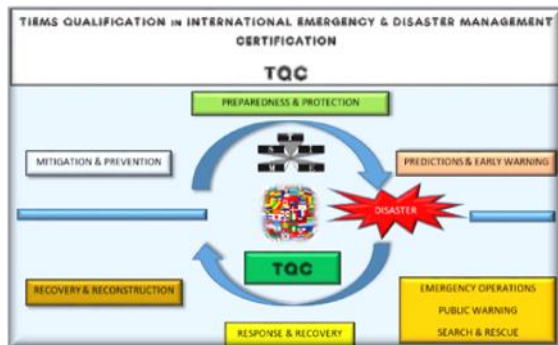 TIEMS QUALIFICATION IN INTERNATIONAL EMERGENCY & DISASTER MANAGEMENT
CERTIFICATION
TQC
PREPAREDNESS & PROTECTION
MITIGATION & PREVENTION
PREDICTIONS & EARLY WARNING
DISASTER
TQC
RECOVERY & RECONSTRUCTION
EMERGENCY OPERATIONS
PUBLIC WARNING
SEARCH & RESCUE
RESPONSE & RECOVERY